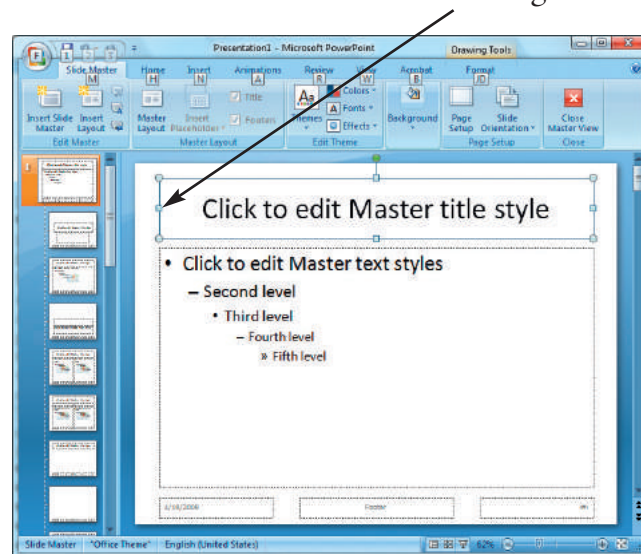 Presentation1 - Microsoft PowerPoint
Drawing Tools
Slide Master Home Insert Animations Review View Acrobat Format
M H N A R W B JD
1
F
Insert Slide Master
Insert Layout
Master Layout
Insert Placeholder
Title
Footers
Themes
Colors
Fonts
Effects
Background
Page Setup
Slide Orientation
Close Master View
Edit Master Master Layout Edit Theme Page Setup Close
Click to edit Master title style
• Click to edit Master text styles
– Second level
• Third level
– Fourth level
» Fifth level
Footer
Slide Master "Office Theme" English (United States) 62%